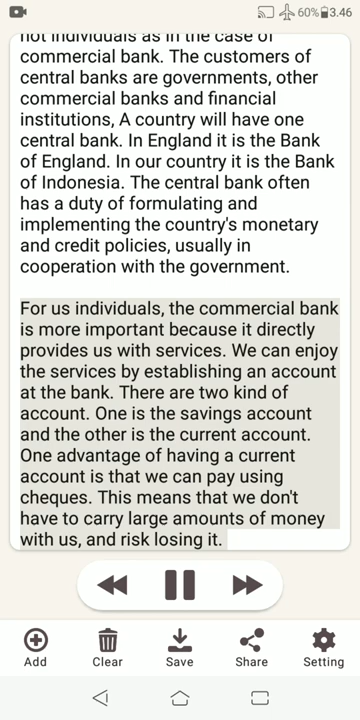 60% 3.46
not individuals as in the case of
commercial bank. The customers of
central banks are governments, other
commercial banks and financial
institutions, A country will have one
central bank. In England it is the Bank
of England. In our country it is the Bank
of Indonesia. The central bank often
has a duty of formulating and
implementing the country's monetary
and credit policies, usually in
cooperation with the government.
For us individuals, the commercial bank
is more important because it directly
provides us with services. We can enjoy
the services by establishing an account
at the bank. There are two kind of
account. One is the savings account
and the other is the current account.
One advantage of having a current
account is that we can pay using
cheques. This means that we don't
have to carry large amounts of money
with us, and risk losing it.
Add Clear Save Share Setting